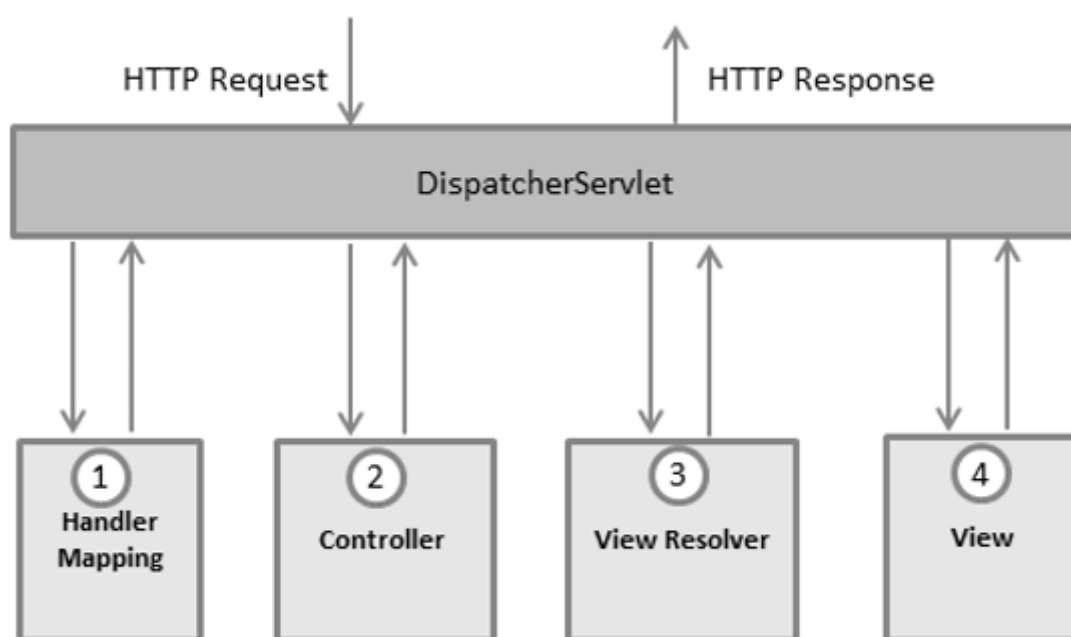 HTTP Request
HTTP Response
DispatcherServlet
1
Handler
Mapping
2
Controller
3
View Resolver
4
View